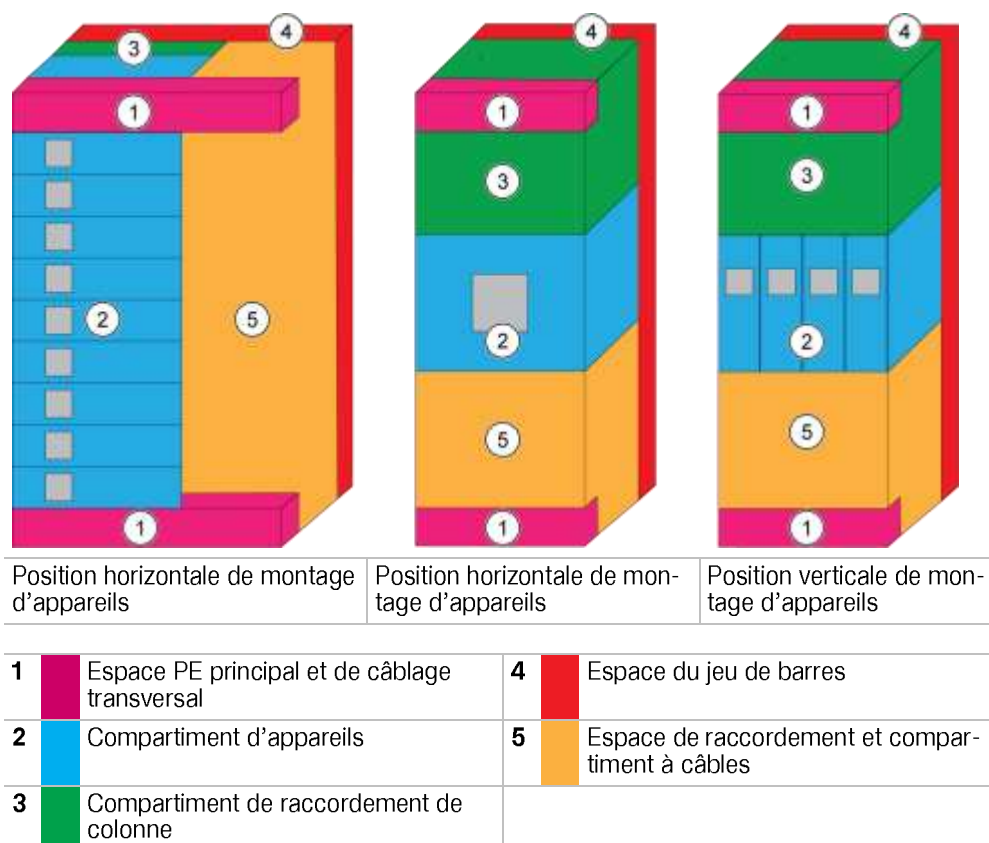 4
3
4
4
1
1
1
3
3
2
5
2
2
5
5
1
1
1
Position horizontale de montage
d'appareils
Position horizontale de mon-
tage d'appareils
Position verticale de mon-
tage d'appareils
1 Espace PE principal et de câblage
transversal
4 Espace du jeu de barres
2 Compartiment d'appareils
5 Espace de raccordement et compar-
timent à câbles
3 Compartiment de raccordement de
colonne